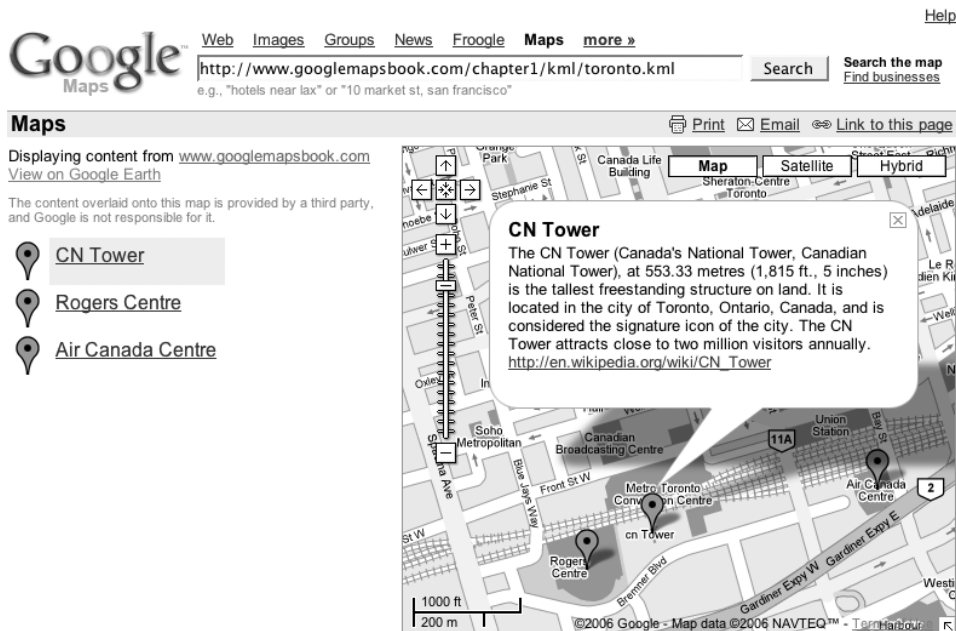 Help
Google™
Maps
Web Images Groups News Froogle Maps more »
http://www.googlemapsbook.com/chapter1/kml/toronto.kml
Search
Search the map
Find businesses
e.g., "hotels near lax" or "10 market st, san francisco"
Maps
Print Email Link to this page
Displaying content from www.googlemapsbook.com
View on Google Earth
The content overlaid onto this map is provided by a third party,
and Google is not responsible for it.
CN Tower
Rogers Centre
Air Canada Centre
Park
Canada Life
Building
Map
Satellite
Hybrid
Stephanie St
Sheraton Centre
Toronto
Adelaide
CN Tower
The CN Tower (Canada's National Tower, Canadian
National Tower), at 553.33 metres (1,815 ft., 5 inches)
is the tallest freestanding structure on land. It is
located in the city of Toronto, Ontario, Canada, and is
considered the signature icon of the city. The CN
Tower attracts close to two million visitors annually.
http://en.wikipedia.org/wiki/CN_Tower
Peter St
Soho
Metropolitan
Spadina Ave
Blue Jays Way
Canadian
Broadcasting Centre
Front St W
Union
Station
11A
Bay St
Metro Toronto
Convention Centre
Air Canada
Centre
2
cn Tower
St W
Rogers
Centre
Bremner Blvd
Gardiner Expy W
Gardiner Expy E
1000 ft
200 m
©2006 Google - Map data ©2006 NAVTEQ™ -
Harbour